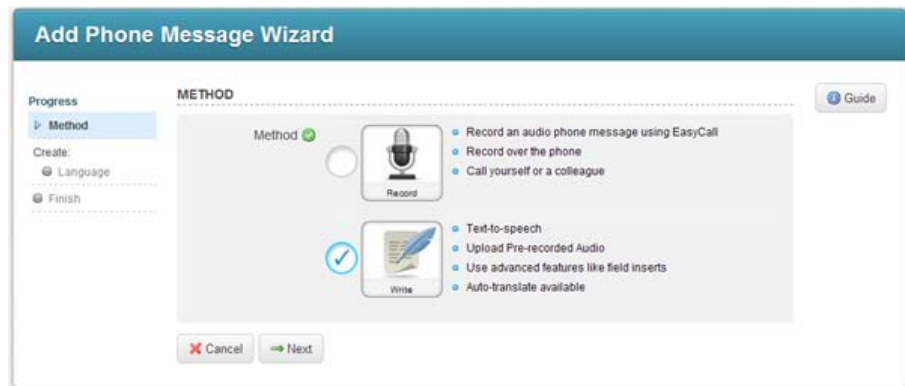 Add Phone Message Wizard
Progress
Method
Create:
Language
Finish
METHOD
Method
Record
Record an audio phone message using EasyCall
Record over the phone
Call yourself or a colleague
Write
Text-to-speech
Upload Pre-recorded Audio
Use advanced features like field inserts
Auto-translate available
Cancel
Next
Guide